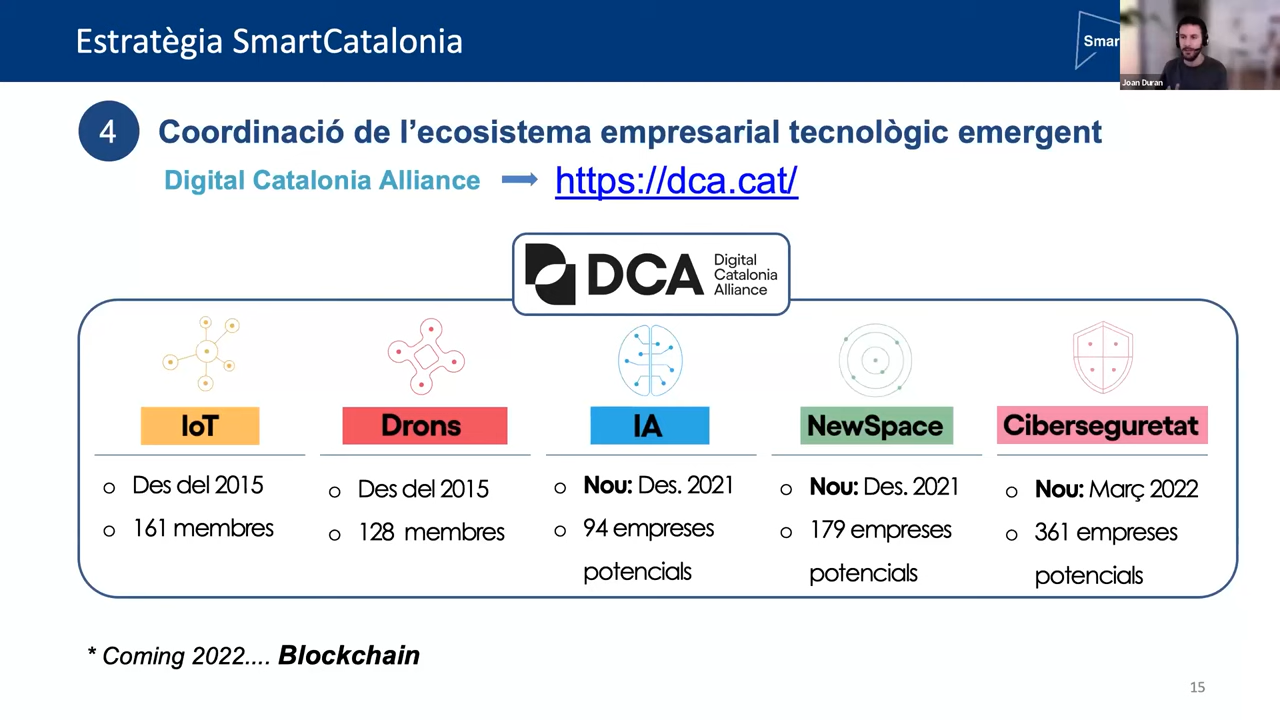 Estratègia SmartCatalonia
Smar
Joan Duran
4
Coordinació de l’ecosistema empresarial tecnològic emergent
Digital Catalonia Alliance
https://dca.cat/
DCA
Digital
Catalonia
Alliance
IoT
Des del 2015
161 membres
Drons
Des del 2015
128 membres
IA
Nou: Des. 2021
94 empreses
potencials
NewSpace
Nou: Des. 2021
179 empreses
potencials
Ciberseguretat
Nou: Març 2022
361 empreses
potencials
* Coming 2022.... Blockchain
15